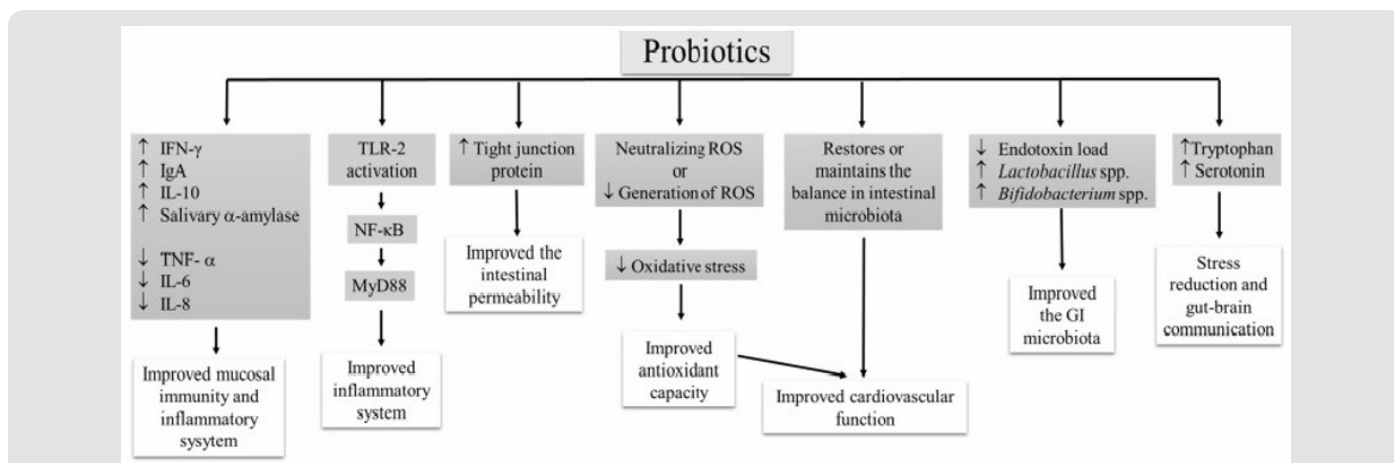 Probiotics
↑ IFN-γ
↑ IgA
↑ IL-10
↑ Salivary α-amylase
↓ TNF- α
↓ IL-6
↓ IL-8
Improved mucosal
immunity and
inflammatory
sysytem
TLR-2
activation
NF-κB
MyD88
Improved
inflammatory
system
↑ Tight junction
protein
Improved the
intestinal
permeability
Neutralizing ROS
or
↓ Generation of ROS
↓ Oxidative stress
Improved
antioxidant
capacity
Restores or
maintains the
balance in intestinal
microbiota
Improved cardiovascular
function
↓ Endotoxin load
↑ Lactobacillus spp.
↑ Bifidobacterium spp.
Improved
the GI
microbiota
↑Tryptophan
↑ Serotonin
Stress
reduction and
gut-brain
communication